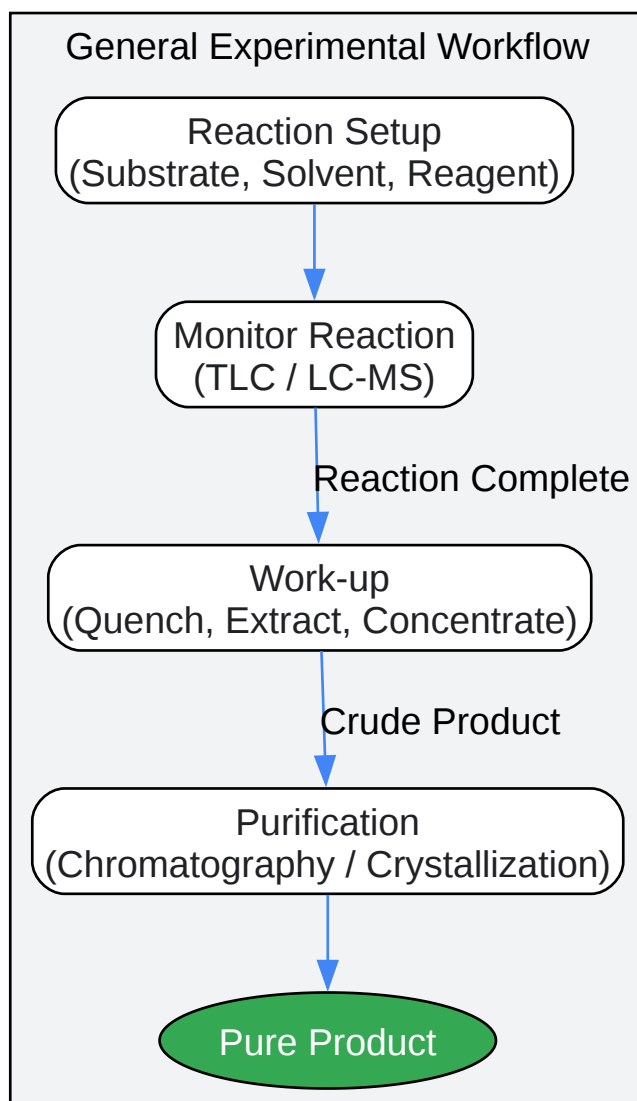 General Experimental Workflow
Reaction Setup
(Substrate, Solvent, Reagent)
Monitor Reaction
(TLC / LC-MS)
Reaction Complete
Work-up
(Quench, Extract, Concentrate)
Crude Product
Purification
(Chromatography / Crystallization)
Pure Product